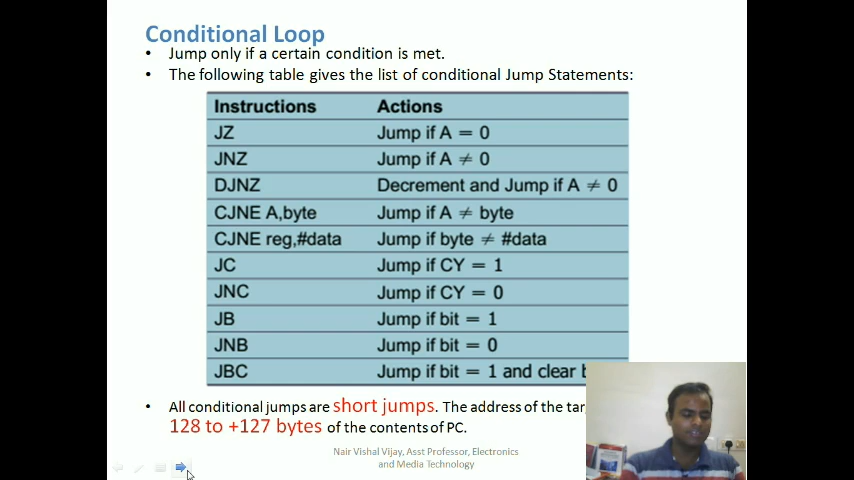 Conditional Loop
• Jump only if a certain condition is met.
• The following table gives the list of conditional Jump Statements:
Instructions Actions
JZ Jump if A = 0
JNZ Jump if A ≠ 0
DJNZ Decrement and Jump if A ≠ 0
CJNE A,byte Jump if A ≠ byte
CJNE reg,#data Jump if byte ≠ #data
JC Jump if CY = 1
JNC Jump if CY = 0
JB Jump if bit = 1
JNB Jump if bit = 0
JBC Jump if bit = 1 and clear
• All conditional jumps are short jumps. The address of the
128 to +127 bytes of the contents of PC.
Nair Vishal Vijay, Asst Professor, Electronics
and Media Technology